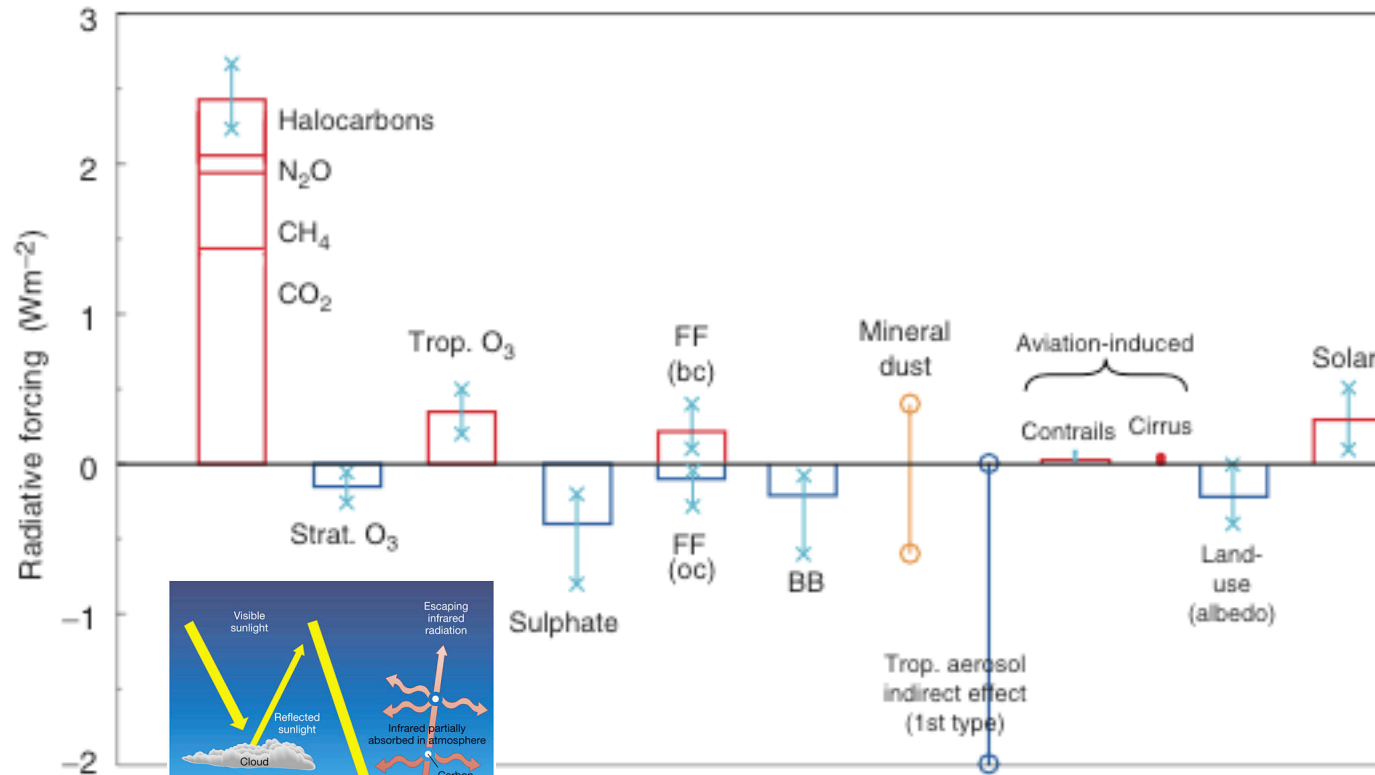 3
2
1
0
−1
−2
Radiative forcing (Wm⁻²)
Halocarbons
N₂O
CH₄
CO₂
Strat. O₃
Trop. O₃
Sulphate
FF
(bc)
FF
(oc)
BB
Mineral
dust
Trop. aerosol
indirect effect
(1st type)
Aviation-induced
Contrails
Cirrus
Land-
use
(albedo)
Solar
Visible
sunlight
Reflected
sunlight
Cloud
Escaping
infrared
radiation
Infrared partially
absorbed in atmosphere